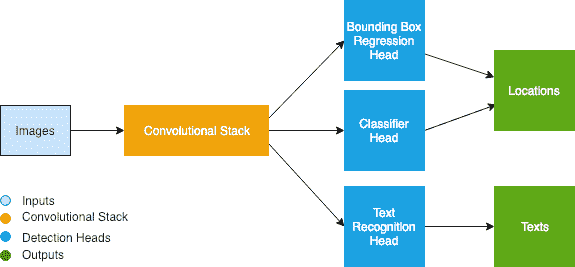 Bounding Box
Regression
Head
Images
Convolutional Stack
Classifier
Head
Locations
Text
Recognition
Head
Texts
Inputs
Convolutional Stack
Detection Heads
Outputs